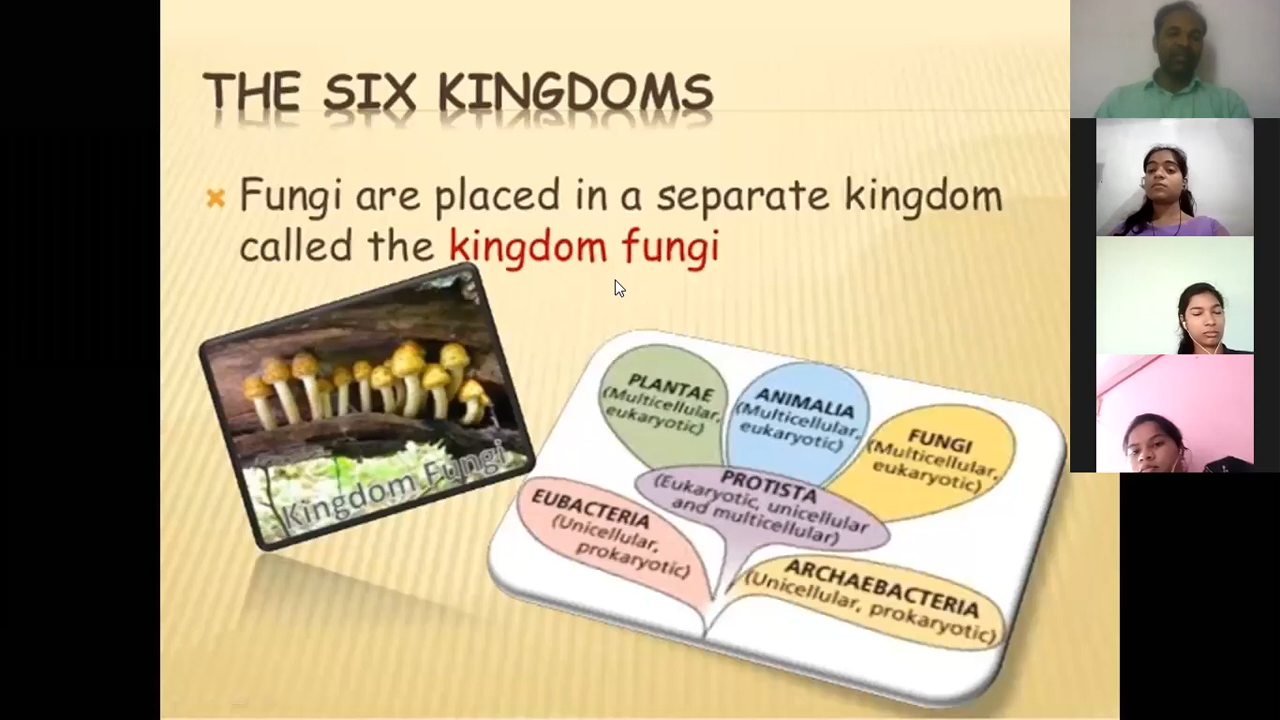 THE SIX KINGDOMS
Fungi are placed in a separate kingdom
called the kingdom fungi
Kingdom Fungi
PLANTAE
(Multicellular,
eukaryotic)
ANIMALIA
(Multicellular,
eukaryotic)
FUNGI
(Multicellular,
eukaryotic)
PROTISTA
(Eukaryotic, unicellular
and multicellular)
EUBACTERIA
(Unicellular,
prokaryotic)
ARCHAEBACTERIA
(Unicellular, prokaryotic)